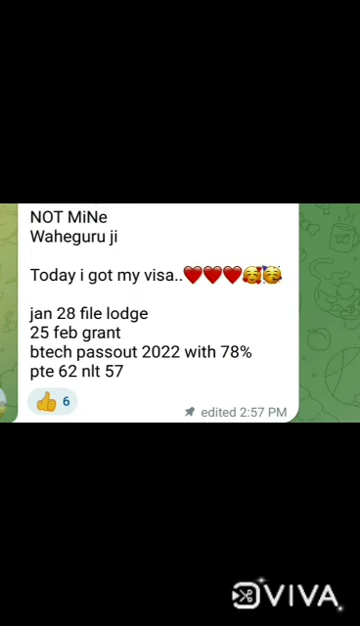 NOT MiNe
Waheguru ji
Today i got my visa..❤️❤️❤️🥰🥳
jan 28 file lodge
25 feb grant
btech passout 2022 with 78%
pte 62 nlt 57
👍 6
edited 2:57 PM
VIVA